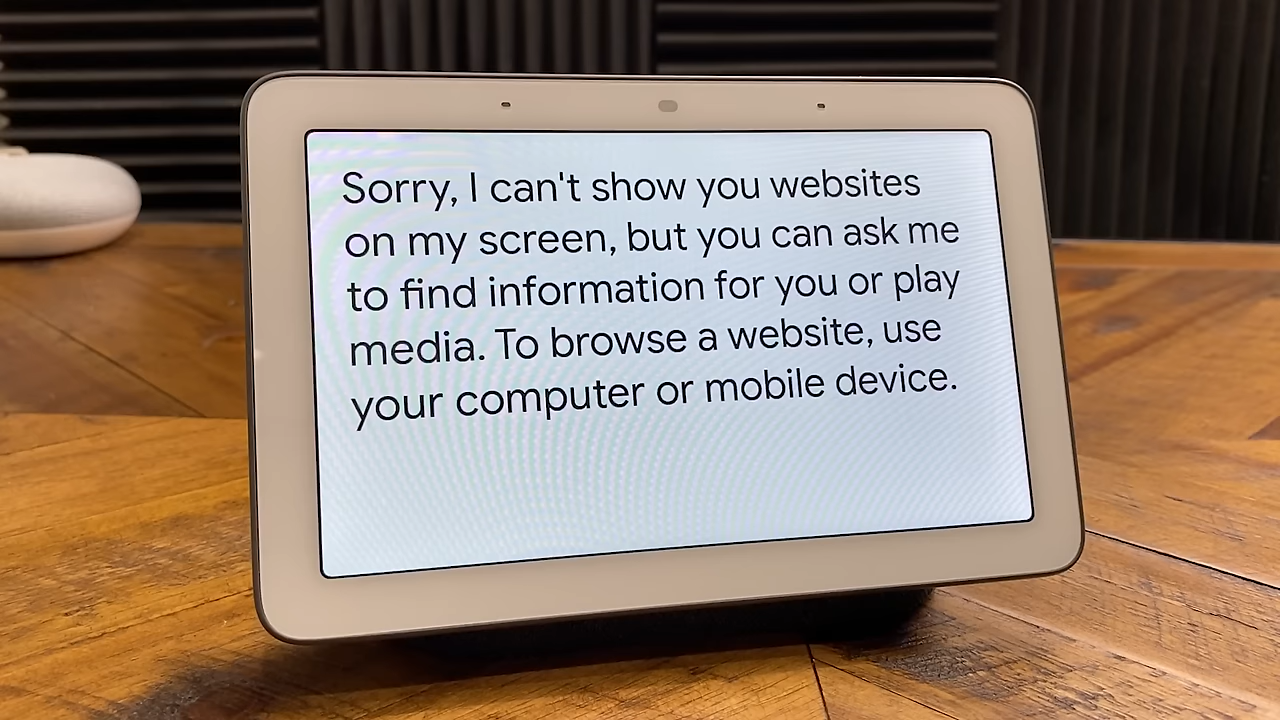 Sorry, I can't show you websites
on my screen, but you can ask me
to find information for you or play
media. To browse a website, use
your computer or mobile device.